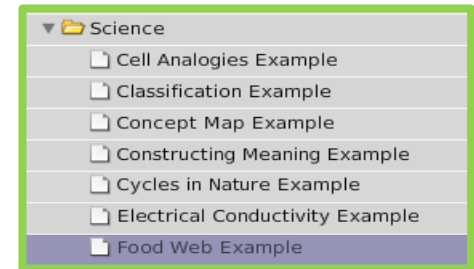 Science
Cell Analogies Example
Classification Example
Concept Map Example
Constructing Meaning Example
Cycles in Nature Example
Electrical Conductivity Example
Food Web Example